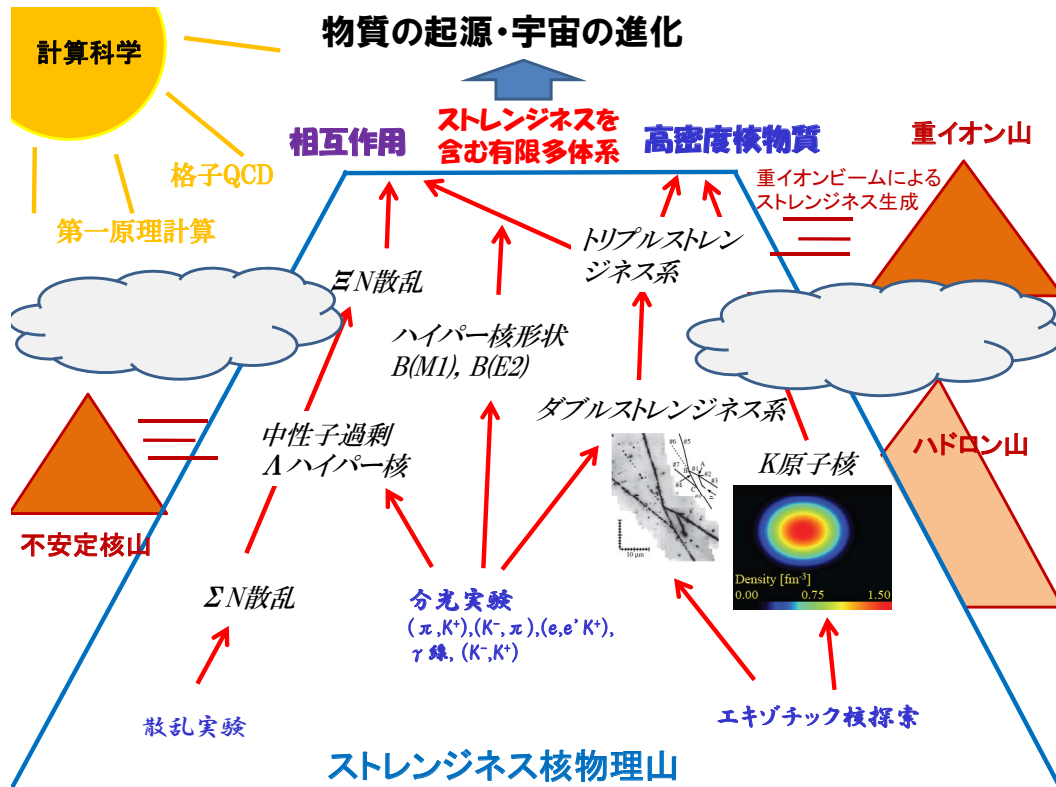 物質の起源・宇宙の進化
計算科学
格子QCD
第一原理計算
相互作用
ストレンジネスを
含む有限多体系
高密度核物質
重イオン山
重イオンビームによる
ストレンジネス生成
トリプルストレン
ジネス系
ΞN散乱
ハイパー核形状
B(M1), B(E2)
ダブルストレンジネス系
中性子過剰
Λハイパー核
K原子核
ハドロン山
不安定核山
#6
#5
#7
A
B
#1
#2
#3
#4
C
10 μm
Density [fm-3]
0.00 0.75 1.50
ΣN散乱
分光実験
(π,K+),(K-,π),(e,e'K+),
γ線, (K-,K+)
散乱実験
エキゾチック核探索
ストレンジネス核物理山